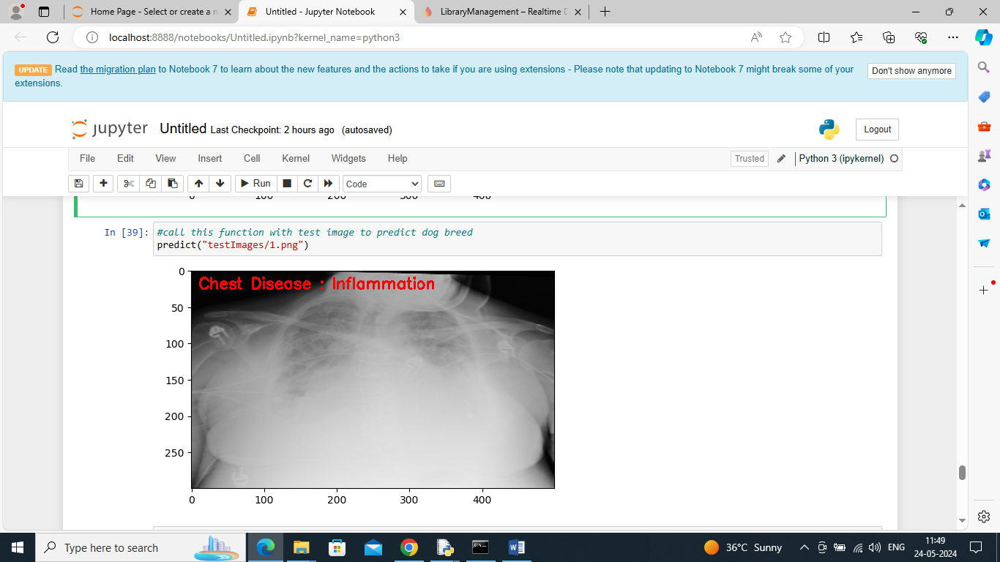 Home Page - Select or create a n
Untitled - Jupyter Notebook
LibraryManagement – Realtime D
localhost:8888/notebooks/Untitled.ipynb?kernel_name=python3
UPDATE Read the migration plan to Notebook 7 to learn about the new features and the actions to take if you are using extensions - Please note that updating to Notebook 7 might break some of your
extensions.
Don't show anymore
jupyter Untitled Last Checkpoint: 2 hours ago (autosaved)
Logout
File Edit View Insert Cell Kernel Widgets Help
Trusted Python 3 (ipykernel)
Run Code
0 100 200 300 400
In [39]: #call this function with test image to predict dog breed
predict("testImages/1.png")
Chest Disease : Inflammation
0
50
100
150
200
250
0 100 200 300 400
Type here to search
36°C Sunny
ENG
11:49
24-05-2024